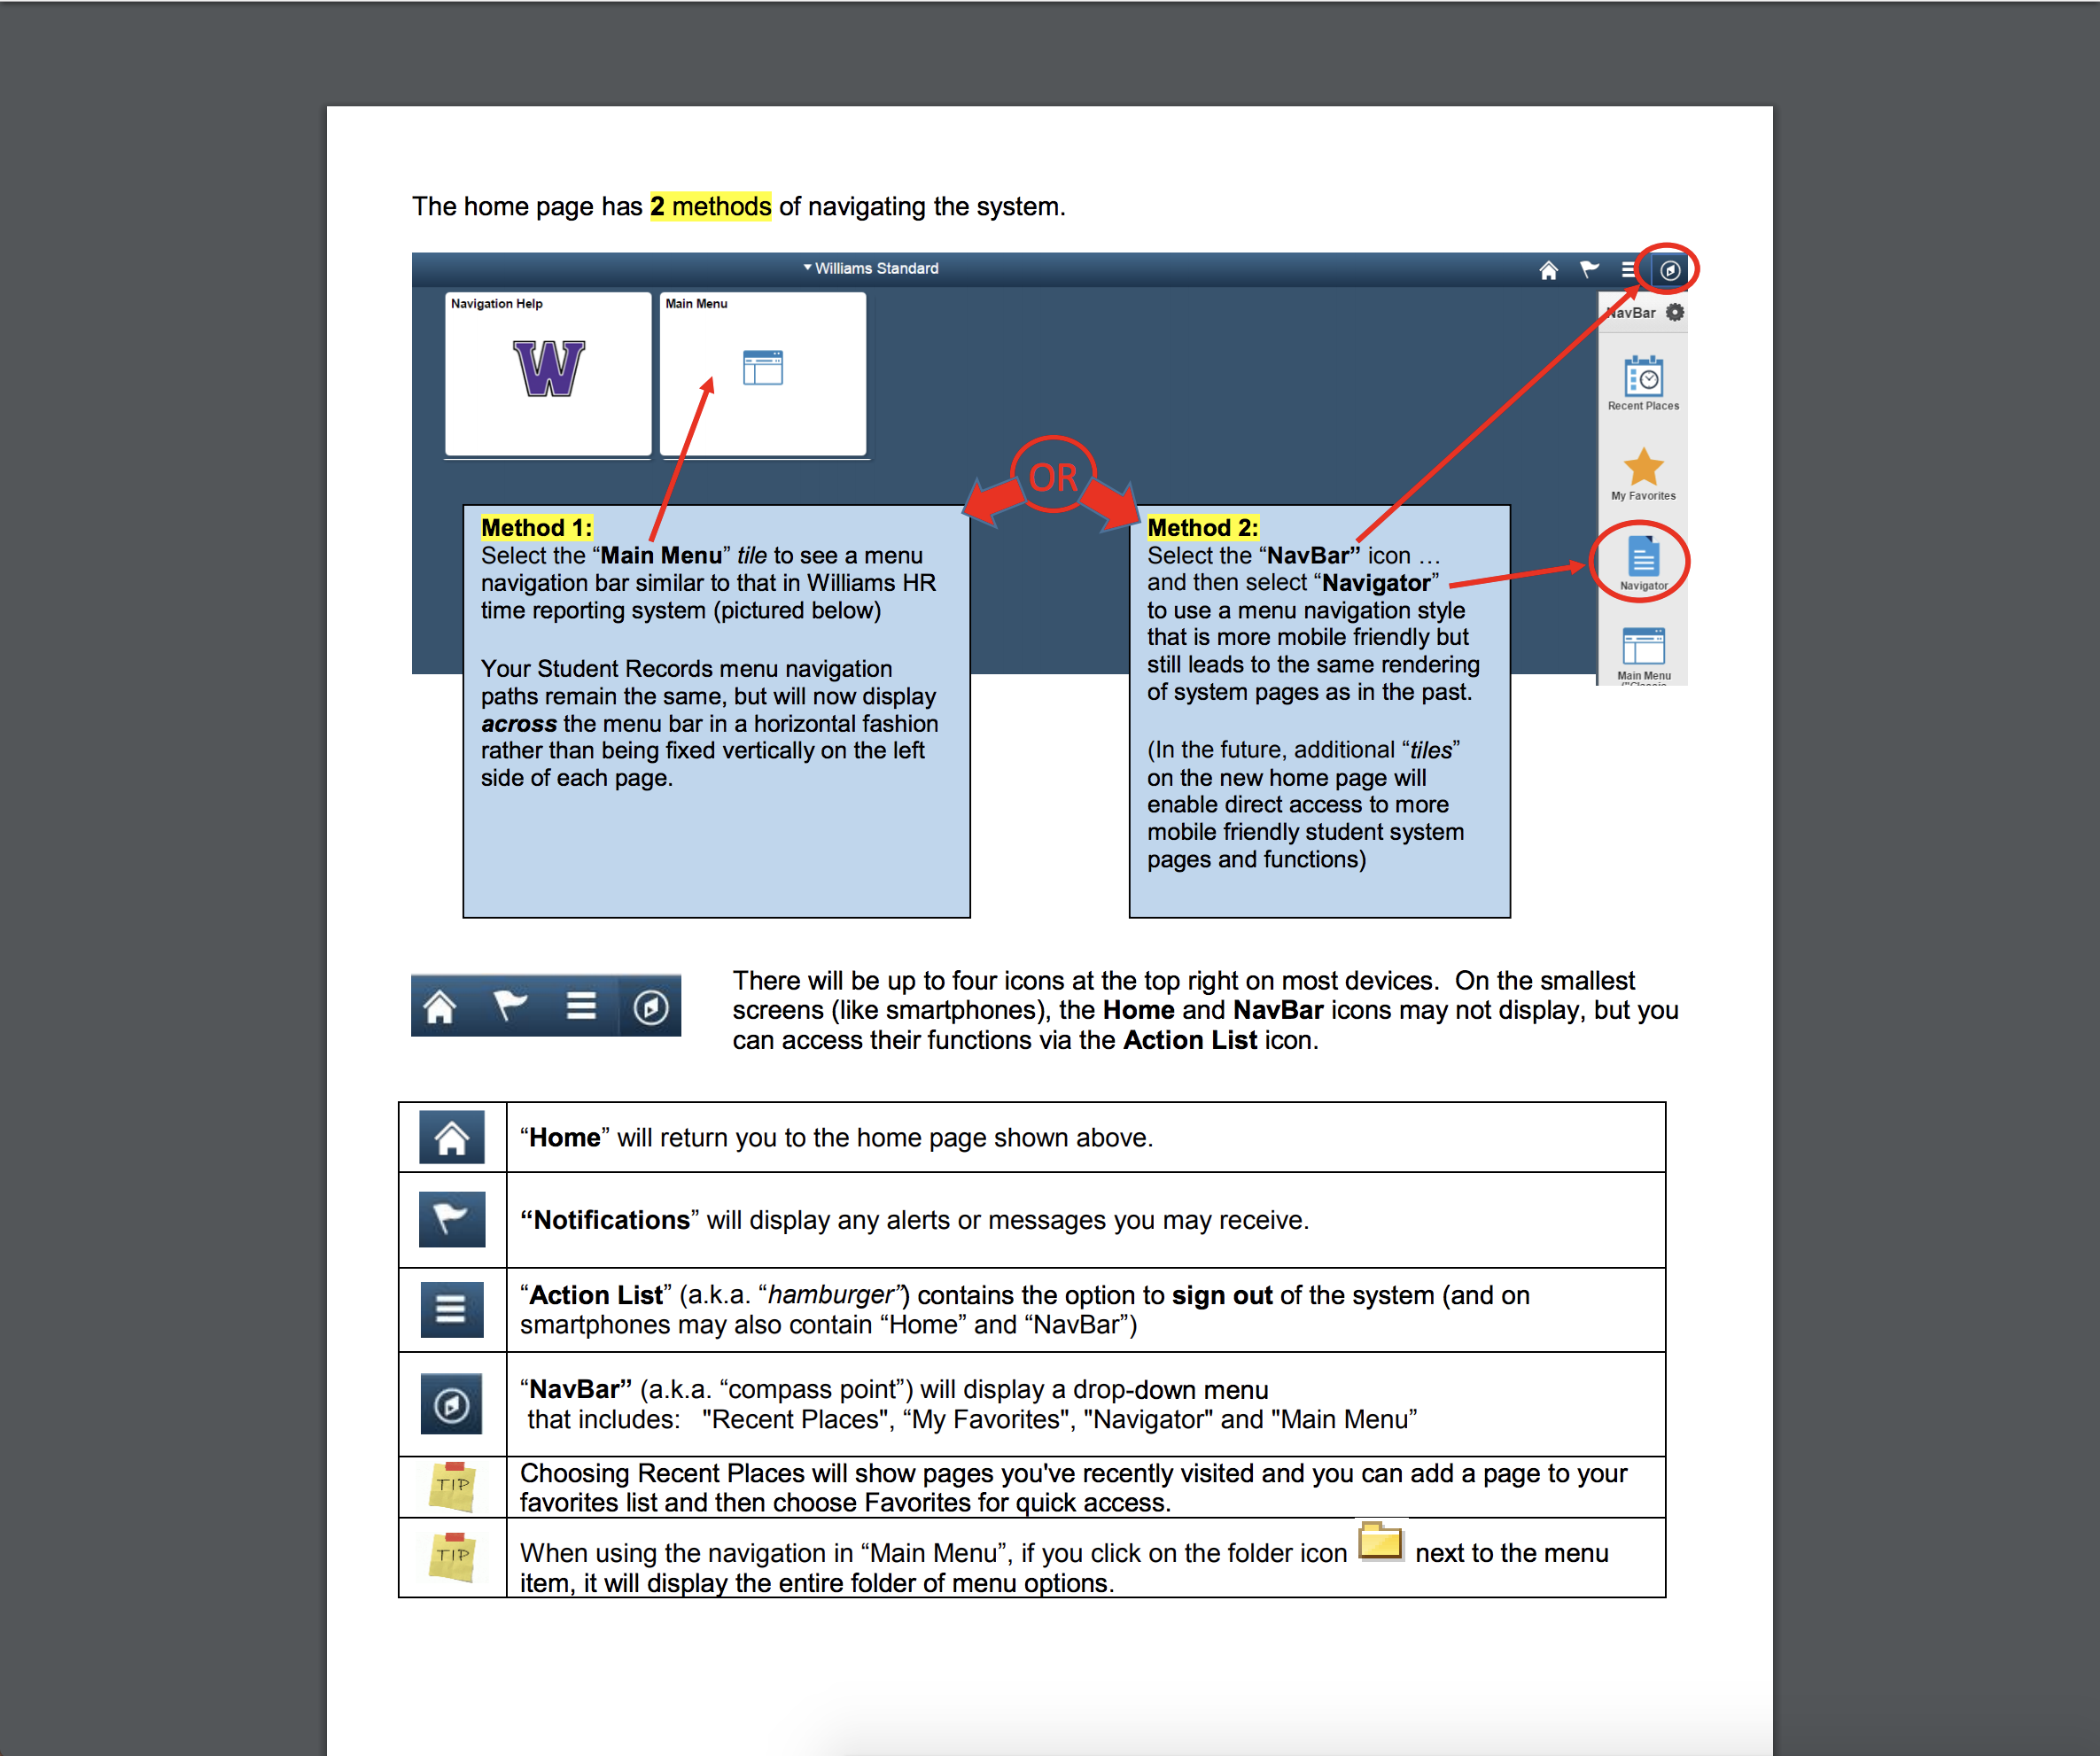 The home page has 2 methods of navigating the system.
Williams Standard
Navigation Help
Main Menu
W
NavBar
Recent Places
My Favorites
Navigator
Main Menu
OR
Method 1:
Select the “Main Menu” tile to see a menu
navigation bar similar to that in Williams HR
time reporting system (pictured below)
Your Student Records menu navigation
paths remain the same, but will now display
across the menu bar in a horizontal fashion
rather than being fixed vertically on the left
side of each page.
Method 2:
Select the “NavBar” icon …
and then select “Navigator”
to use a menu navigation style
that is more mobile friendly but
still leads to the same rendering
of system pages as in the past.
(In the future, additional “tiles”
on the new home page will
enable direct access to more
mobile friendly student system
pages and functions)
There will be up to four icons at the top right on most devices. On the smallest
screens (like smartphones), the Home and NavBar icons may not display, but you
can access their functions via the Action List icon.
“Home” will return you to the home page shown above.
“Notifications” will display any alerts or messages you may receive.
“Action List” (a.k.a. “hamburger”) contains the option to sign out of the system (and on
smartphones may also contain “Home” and “NavBar”)
“NavBar” (a.k.a. “compass point”) will display a drop-down menu
that includes: "Recent Places", “My Favorites", "Navigator" and "Main Menu”
TIP
Choosing Recent Places will show pages you've recently visited and you can add a page to your
favorites list and then choose Favorites for quick access.
TIP
When using the navigation in “Main Menu”, if you click on the folder icon next to the menu
item, it will display the entire folder of menu options.